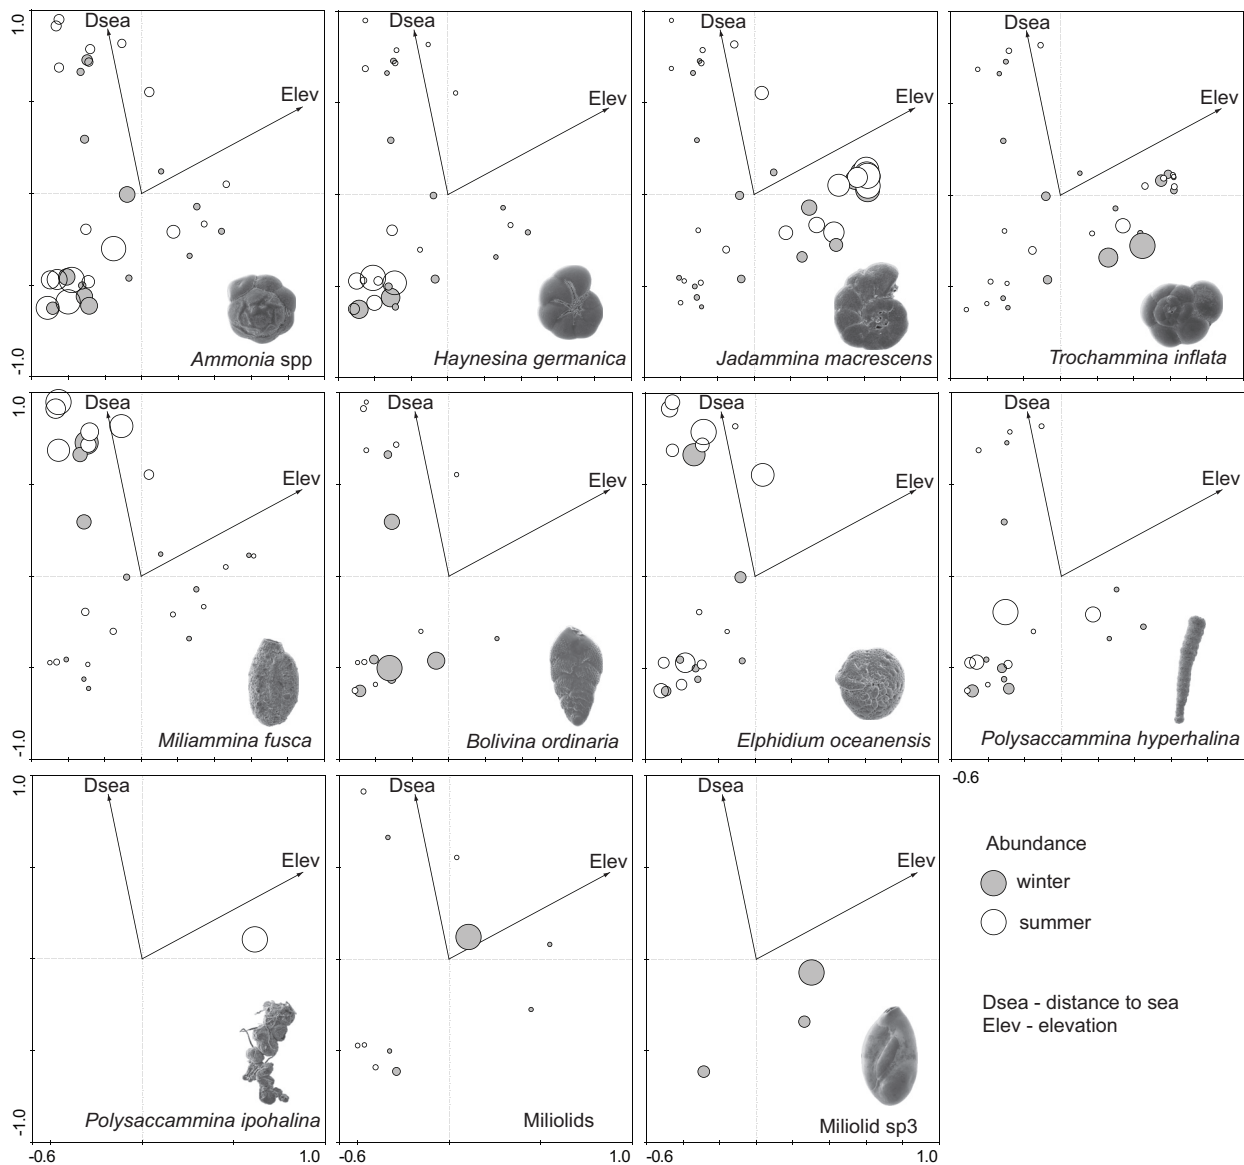 1.0
Dsea
Elev
-1.0
Ammonia spp
Dsea
Elev
Haynesina germanica
Dsea
Elev
Jadammina macrescens
Dsea
Elev
Trochammina inflata
1.0
Dsea
Elev
-1.0
Miliammina fusca
Dsea
Elev
Bolivina ordinaria
Dsea
Elev
Elphidium oceanensis
Dsea
Elev
Polysaccammina hyperhalina
-0.6
1.0
Dsea
Elev
-1.0
Polysaccammina ipohalina
-0.6
1.0
Dsea
Elev
Miliolids
-0.6
1.0
Dsea
Elev
Miliolid sp3
-0.6
1.0
Abundance
winter
summer
Dsea - distance to sea
Elev - elevation